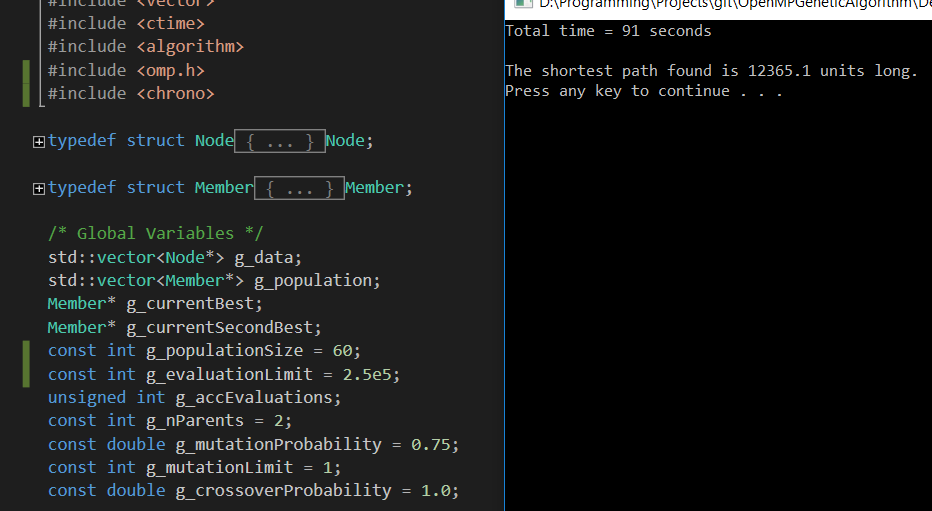 #include <vector>
#include <ctime>
#include <algorithm>
#include <omp.h>
#include <chrono>
typedef struct Node { ... } Node;
typedef struct Member { ... } Member;
/* Global Variables */
std::vector<Node*> g_data;
std::vector<Member*> g_population;
Member* g_currentBest;
Member* g_currentSecondBest;
const int g_populationSize = 60;
const int g_evaluationLimit = 2.5e5;
unsigned int g_accEvaluations;
const int g_nParents = 2;
const double g_mutationProbability = 0.75;
const int g_mutationLimit = 1;
const double g_crossoverProbability = 1.0;
D:\Programming\Projects\git\OpenMPGeneticAlgorithm\De
Total time = 91 seconds
The shortest path found is 12365.1 units long.
Press any key to continue . . .